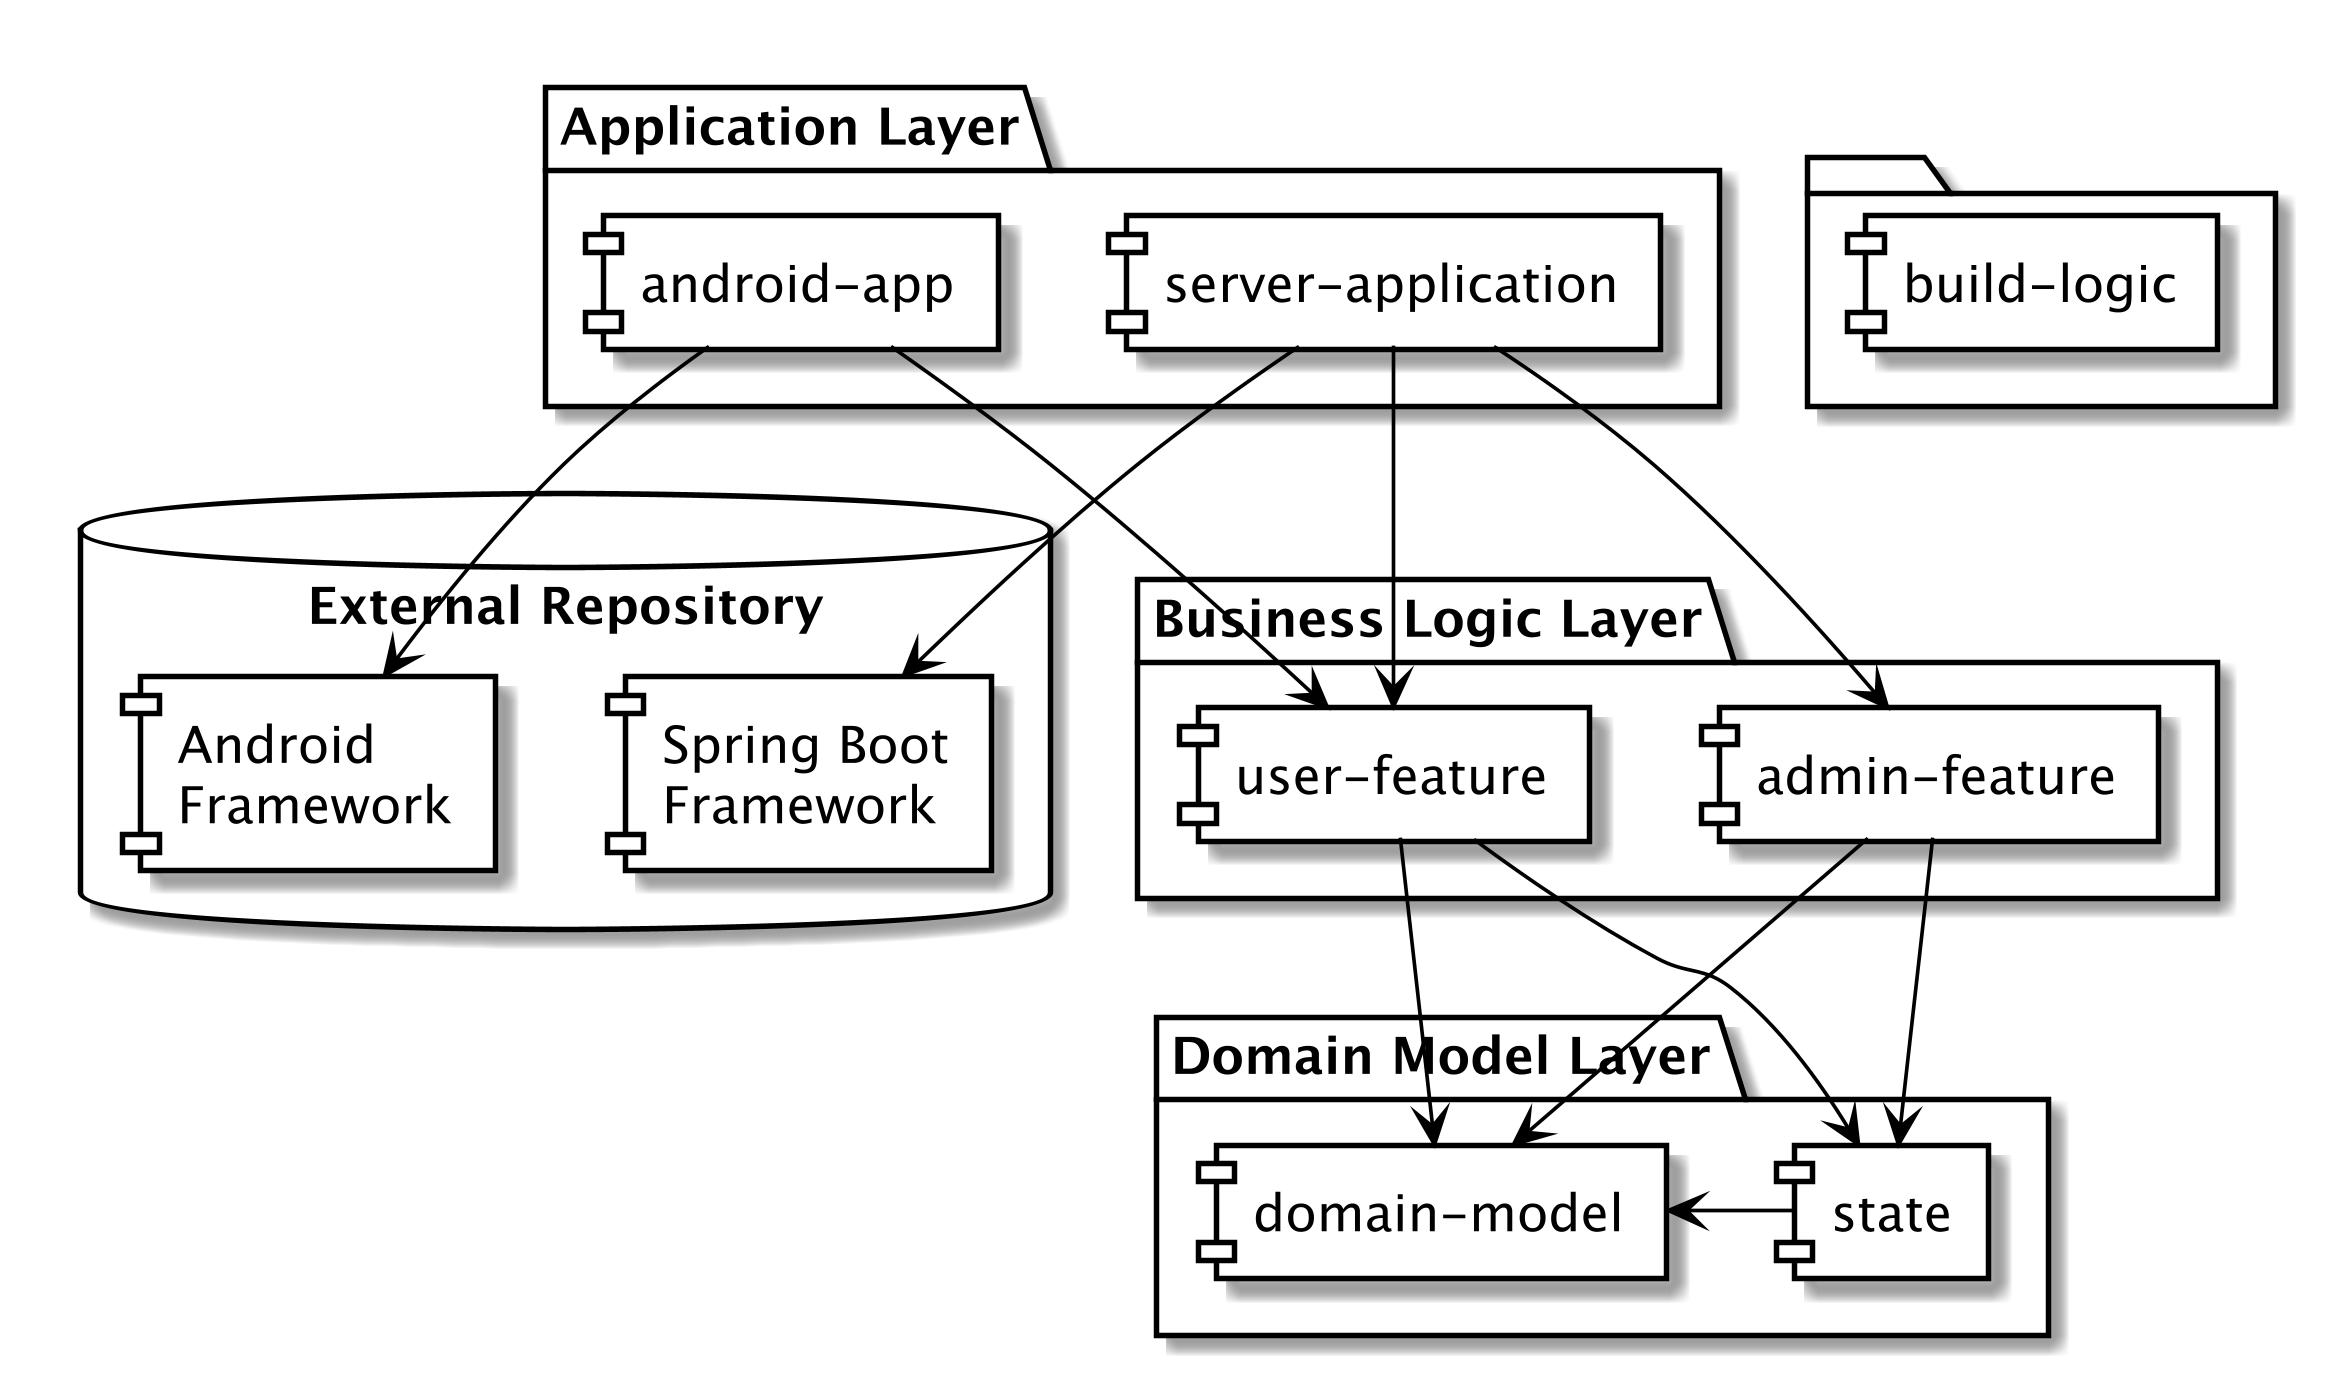 Application Layer
android-app
server-application
build-logic
External Repository
Android
Framework
Spring Boot
Framework
Business Logic Layer
user-feature
admin-feature
Domain Model Layer
domain-model
state